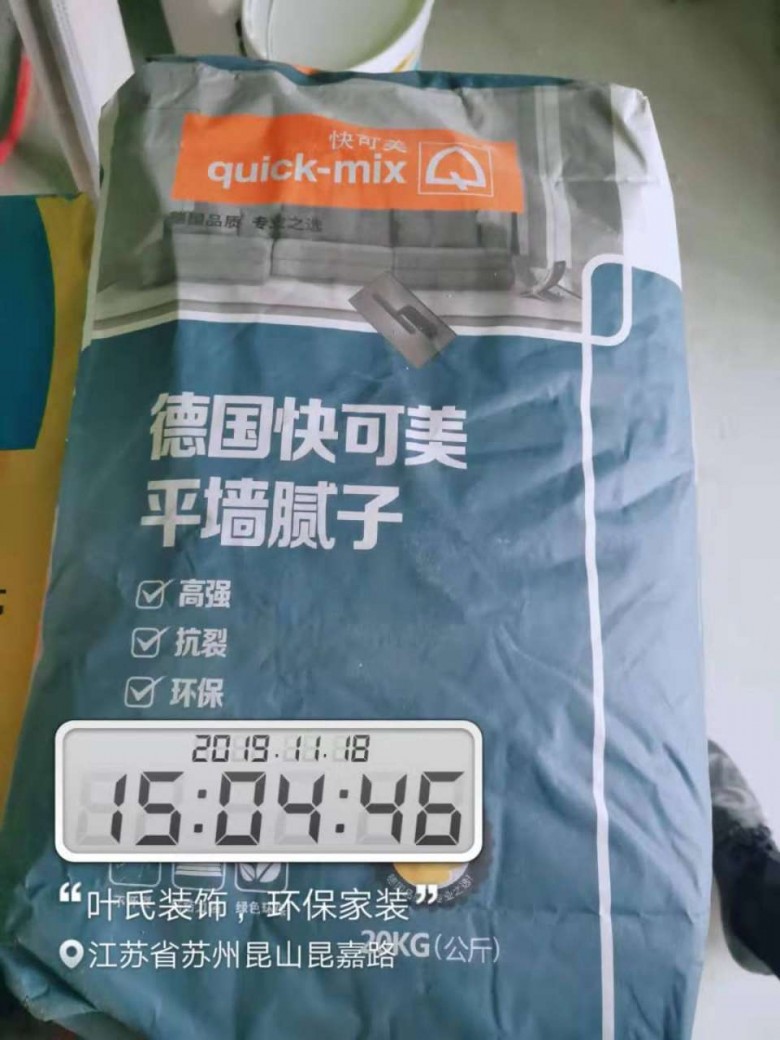 快可美
quick-mix
德国品质 专业之选
德国快可美
平墙腻子
高强
抗裂
环保
2019.11.18
15:04:46
“叶氏装饰，环保家装”
20KG(公斤)
江苏省苏州昆山昆嘉路